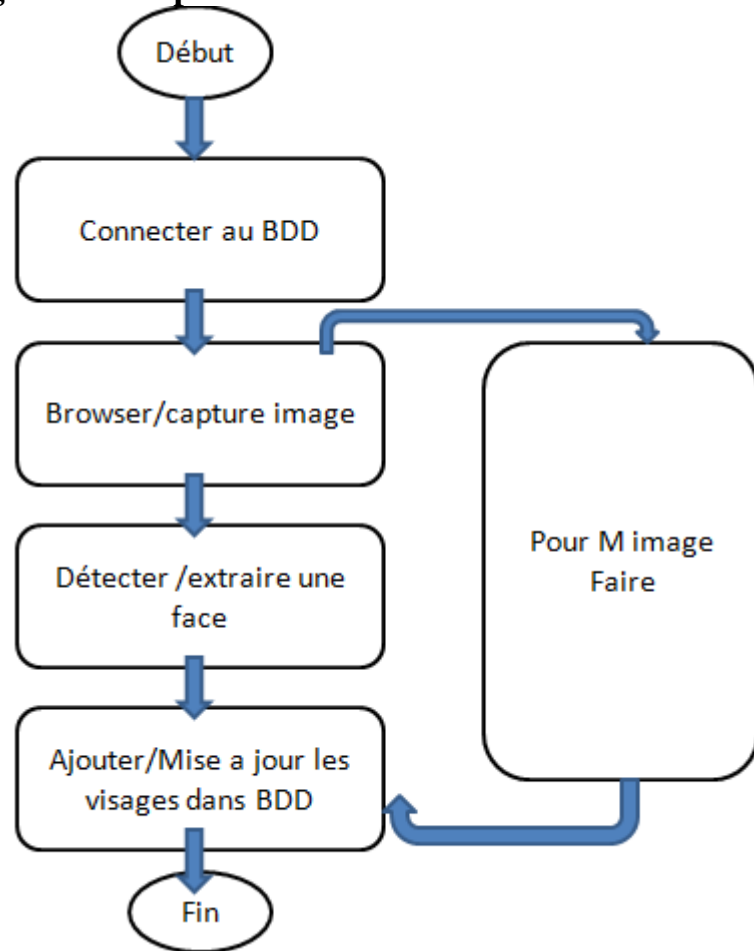 Début
Connecter au BDD
Browser/capture image
Détecter /extraire une
face
Ajouter/Mise a jour les
visages dans BDD
Fin
Pour M image
Faire